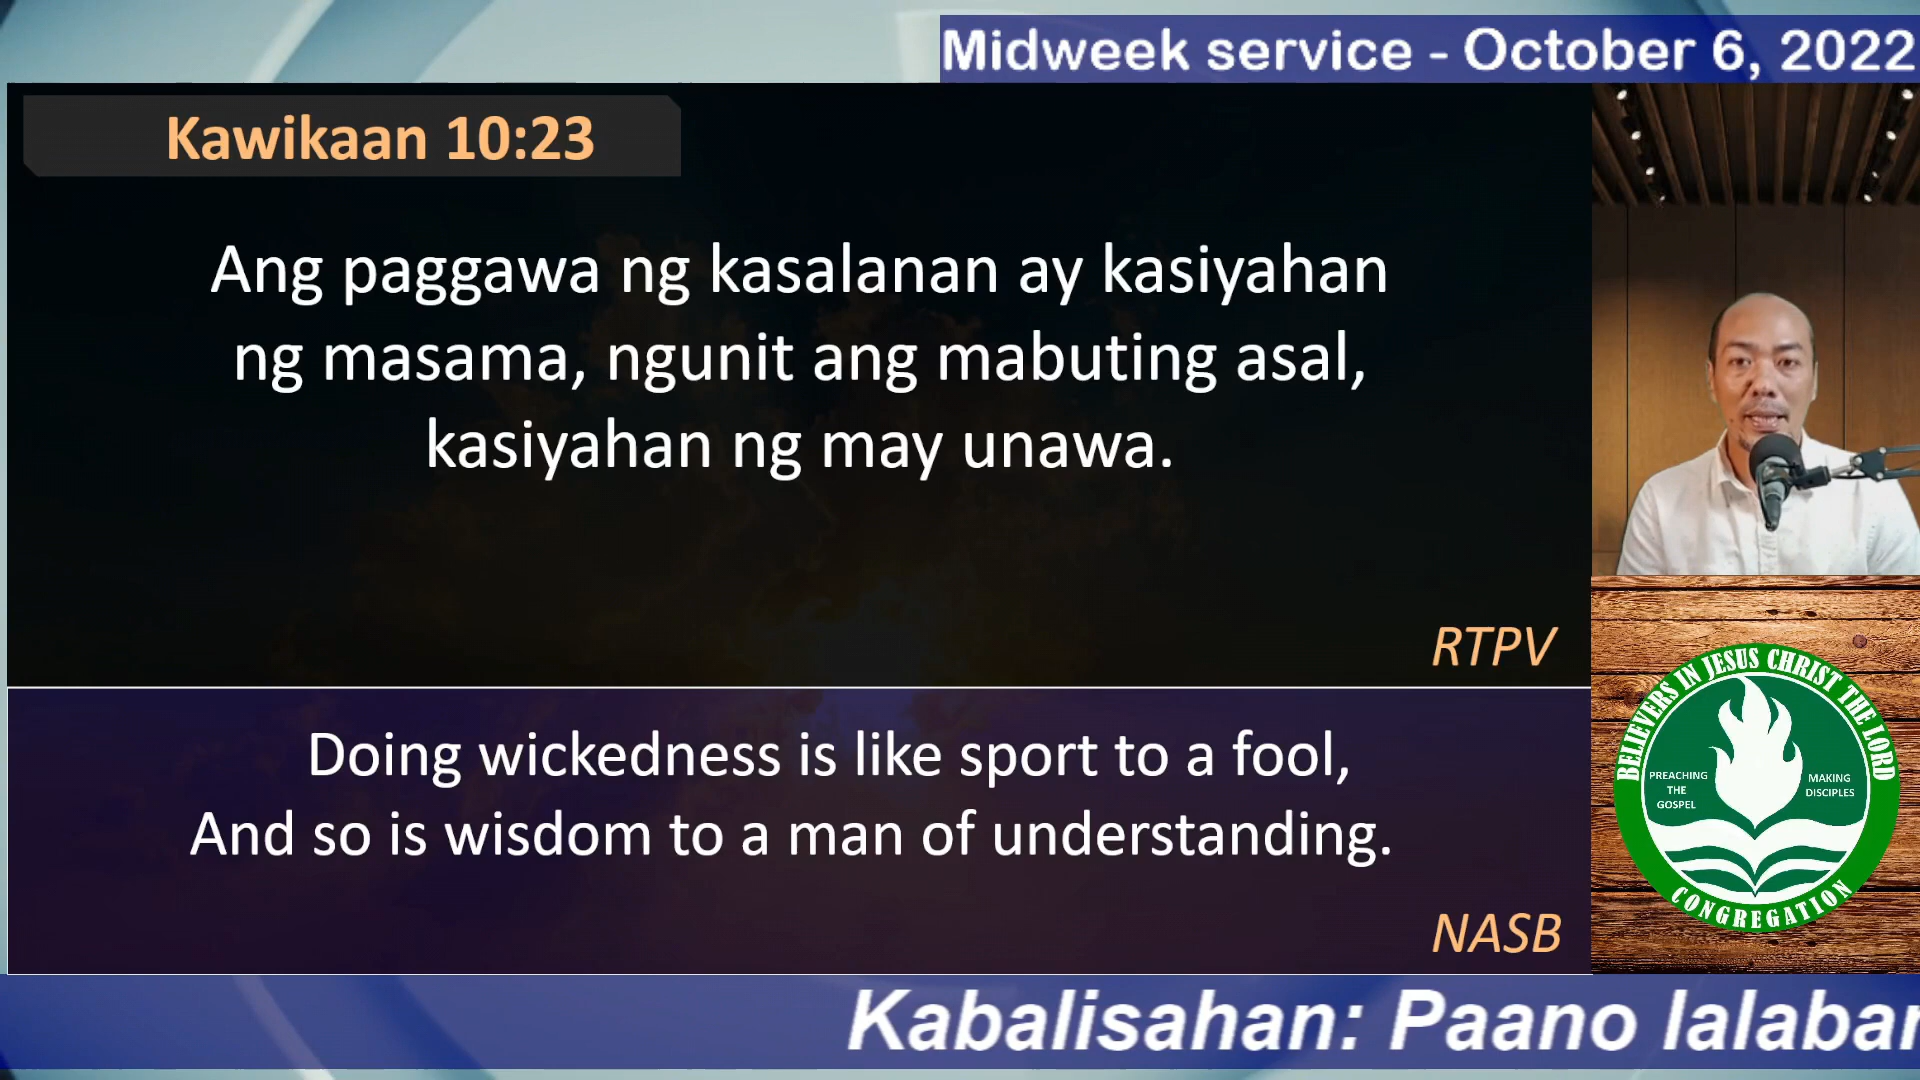 Midweek service - October 6, 2022
Kawikaan 10:23
Ang paggawa ng kasalanan ay kasiyahan
ng masama, ngunit ang mabuting asal,
kasiyahan ng may unawa.
RTPV
Doing wickedness is like sport to a fool,
And so is wisdom to a man of understanding.
NASB
BELIEVERS IN JESUS CHRIST THE LORD
PREACHING
THE
GOSPEL
MAKING
DISCIPLES
CONGREGATION
Kabalisahan: Paano lalaban